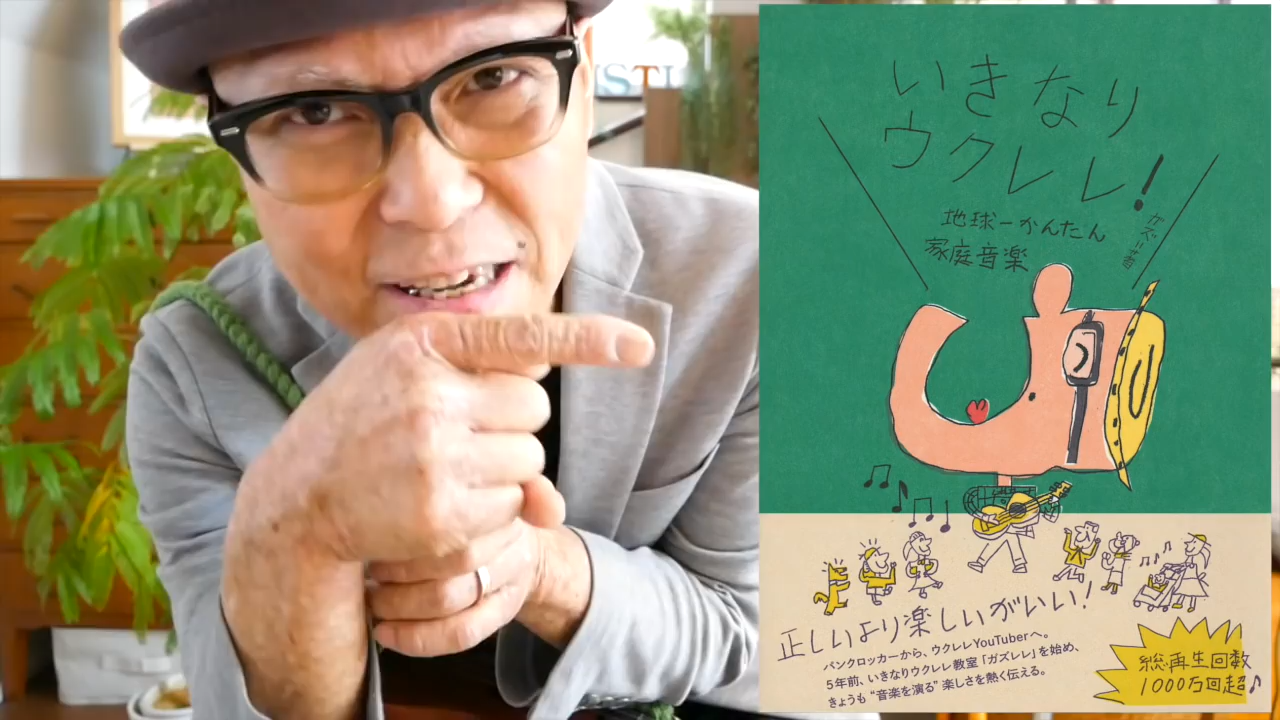 いきなり
ウクレレ!
地球一かんたん
家庭音楽
ガズ 著
正しいより楽しいがいい!
パンクロッカーから、ウクレレYouTuberへ。
5年前、いきなりウクレレ教室「ガズレレ」を始め、
きょうも“音楽を演る”楽しさを熱く伝える。
総再生回数
1000万回超♪